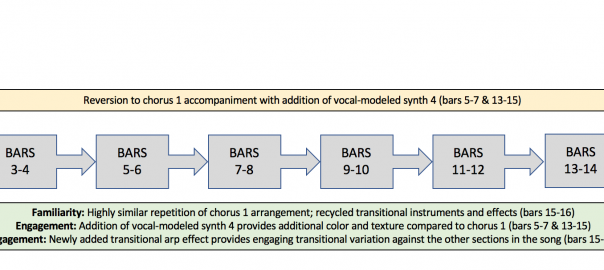 Reversion to chorus 1 accompaniment with addition of vocal-modeled synth 4 (bars 5-7 & 13-15)
BARS
3-4
BARS
5-6
BARS
7-8
BARS
9-10
BARS
11-12
BARS
13-14
Familiarity: Highly similar repetition of chorus 1 arrangement; recycled transitional instruments and effects (bars 15-16)
Engagement: Addition of vocal-modeled synth 4 provides additional color and texture compared to chorus 1 (bars 5-7 & 13-15)
gagement: Newly added transitional arp effect provides engaging transitional variation against the other sections in the song (bars 15-